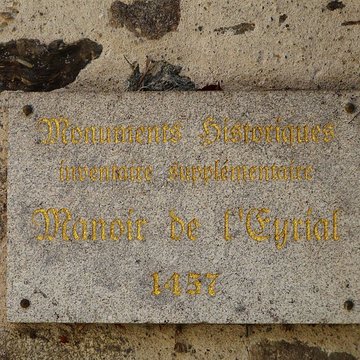 Monuments Historiques
inventaire supplémentaire
Manoir de l'Eyrial
1457